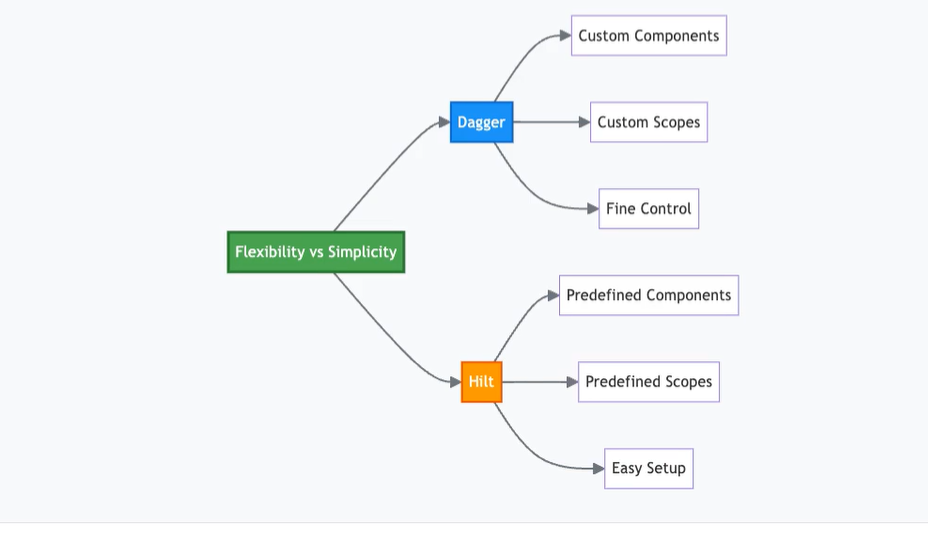 Custom Components
Dagger
Custom Scopes
Fine Control
Flexibility vs Simplicity
Predefined Components
Hilt
Predefined Scopes
Easy Setup